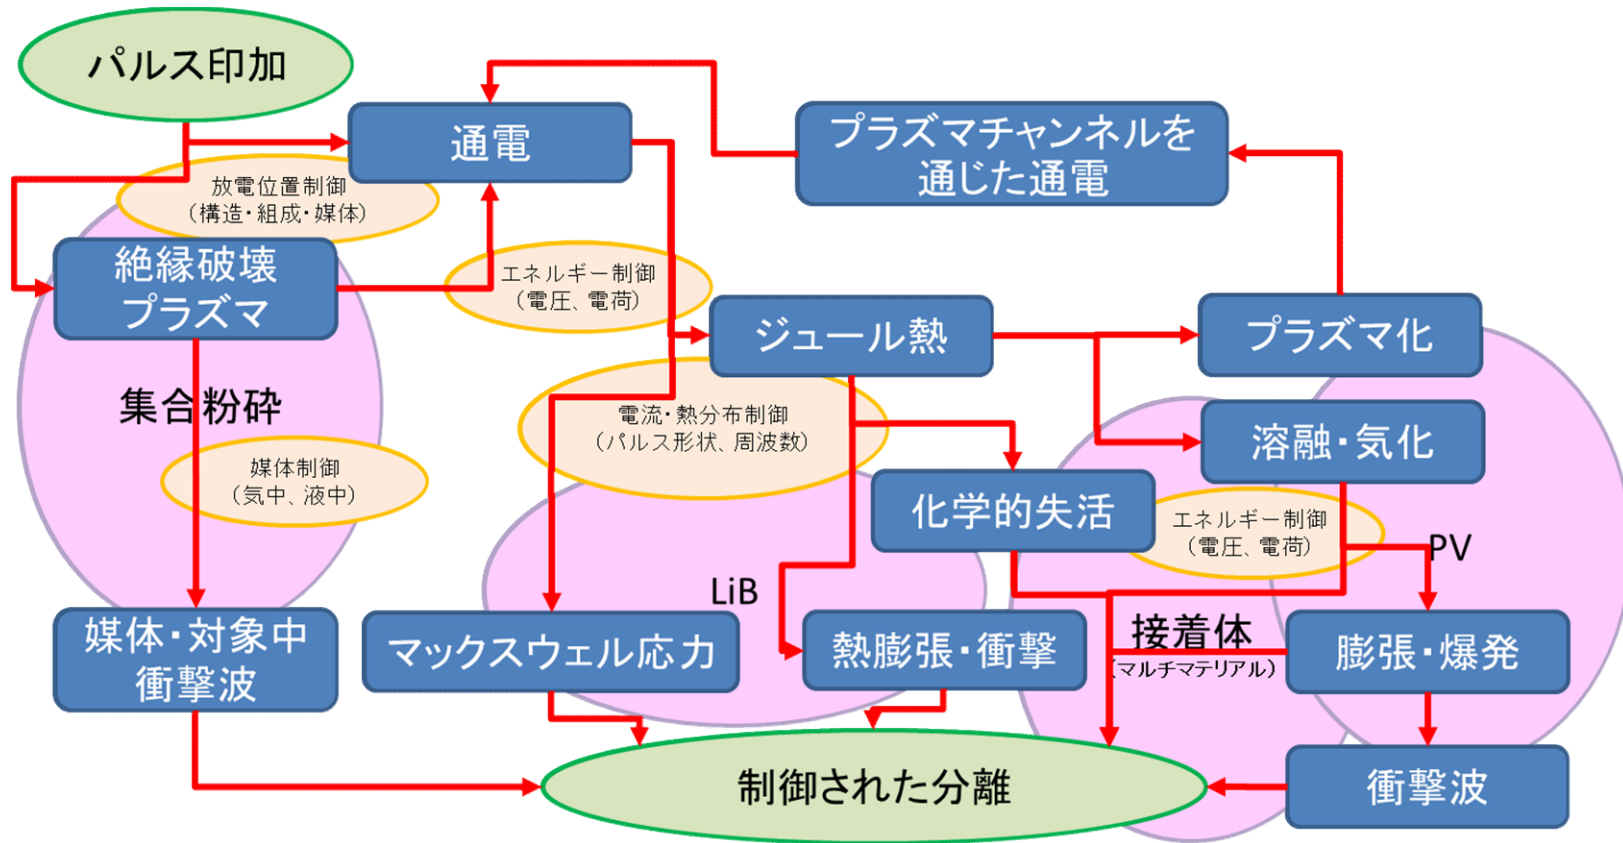 パルス印加
通電
プラズマチャンネルを
通じた通電
放電位置制御
（構造・組成・媒体）
絶縁破壊
プラズマ
エネルギー制御
（電圧、電荷）
ジュール熱
プラズマ化
集合粉砕
電流・熱分布制御
（パルス形状、周波数）
溶融・気化
媒体制御
（気中、液中）
化学的失活
エネルギー制御
（電圧、電荷）
PV
LiB
媒体・対象中
衝撃波
マックスウェル応力
熱膨張・衝撃
接着体
（マルチマテリアル）
膨張・爆発
制御された分離
衝撃波